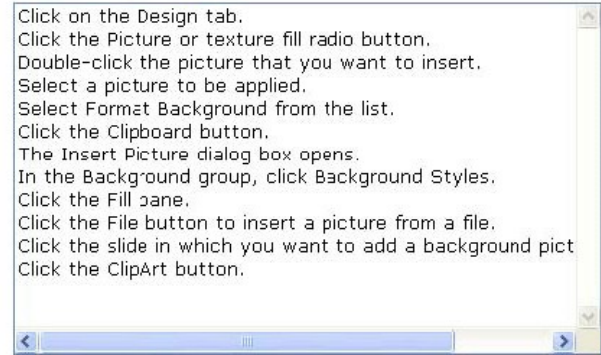 Click on the Design tab.
Click the Picture or texture fill radio button.
Double-click the picture that you want to insert.
Select a picture to be applied.
Select Format Background from the list.
Click the Clipboard button.
The Insert Picture dialog box opens.
In the Background group, click Background Styles.
Click the Fill pane.
Click the File button to insert a picture from a file.
Click the slide in which you want to add a background pict
Click the ClipArt button.